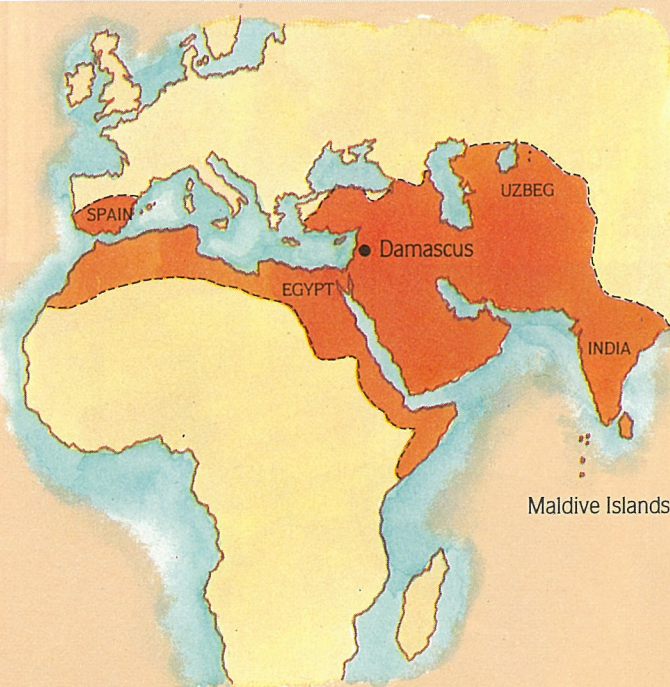 UZBEG
SPAIN
Damascus
EGYPT
INDIA
Maldive Islands